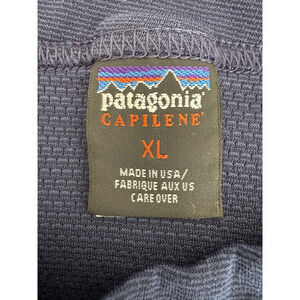 patagonia®
CAPILENE®
XL
MADE IN USA/
FABRIQUE AUX US
CARE OVER